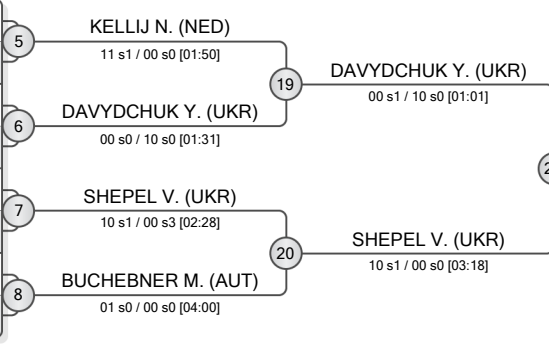 KELLIJ N. (NED)
5
11 s1 / 00 s0 [01:50]
19
DAVYDCHUK Y. (UKR)
00 s1 / 10 s0 [01:01]
DAVYDCHUK Y. (UKR)
6
00 s0 / 10 s0 [01:31]
SHEPEL V. (UKR)
7
10 s1 / 00 s3 [02:28]
20
SHEPEL V. (UKR)
10 s1 / 00 s0 [03:18]
BUCHEBNER M. (AUT)
8
01 s0 / 00 s0 [04:00]